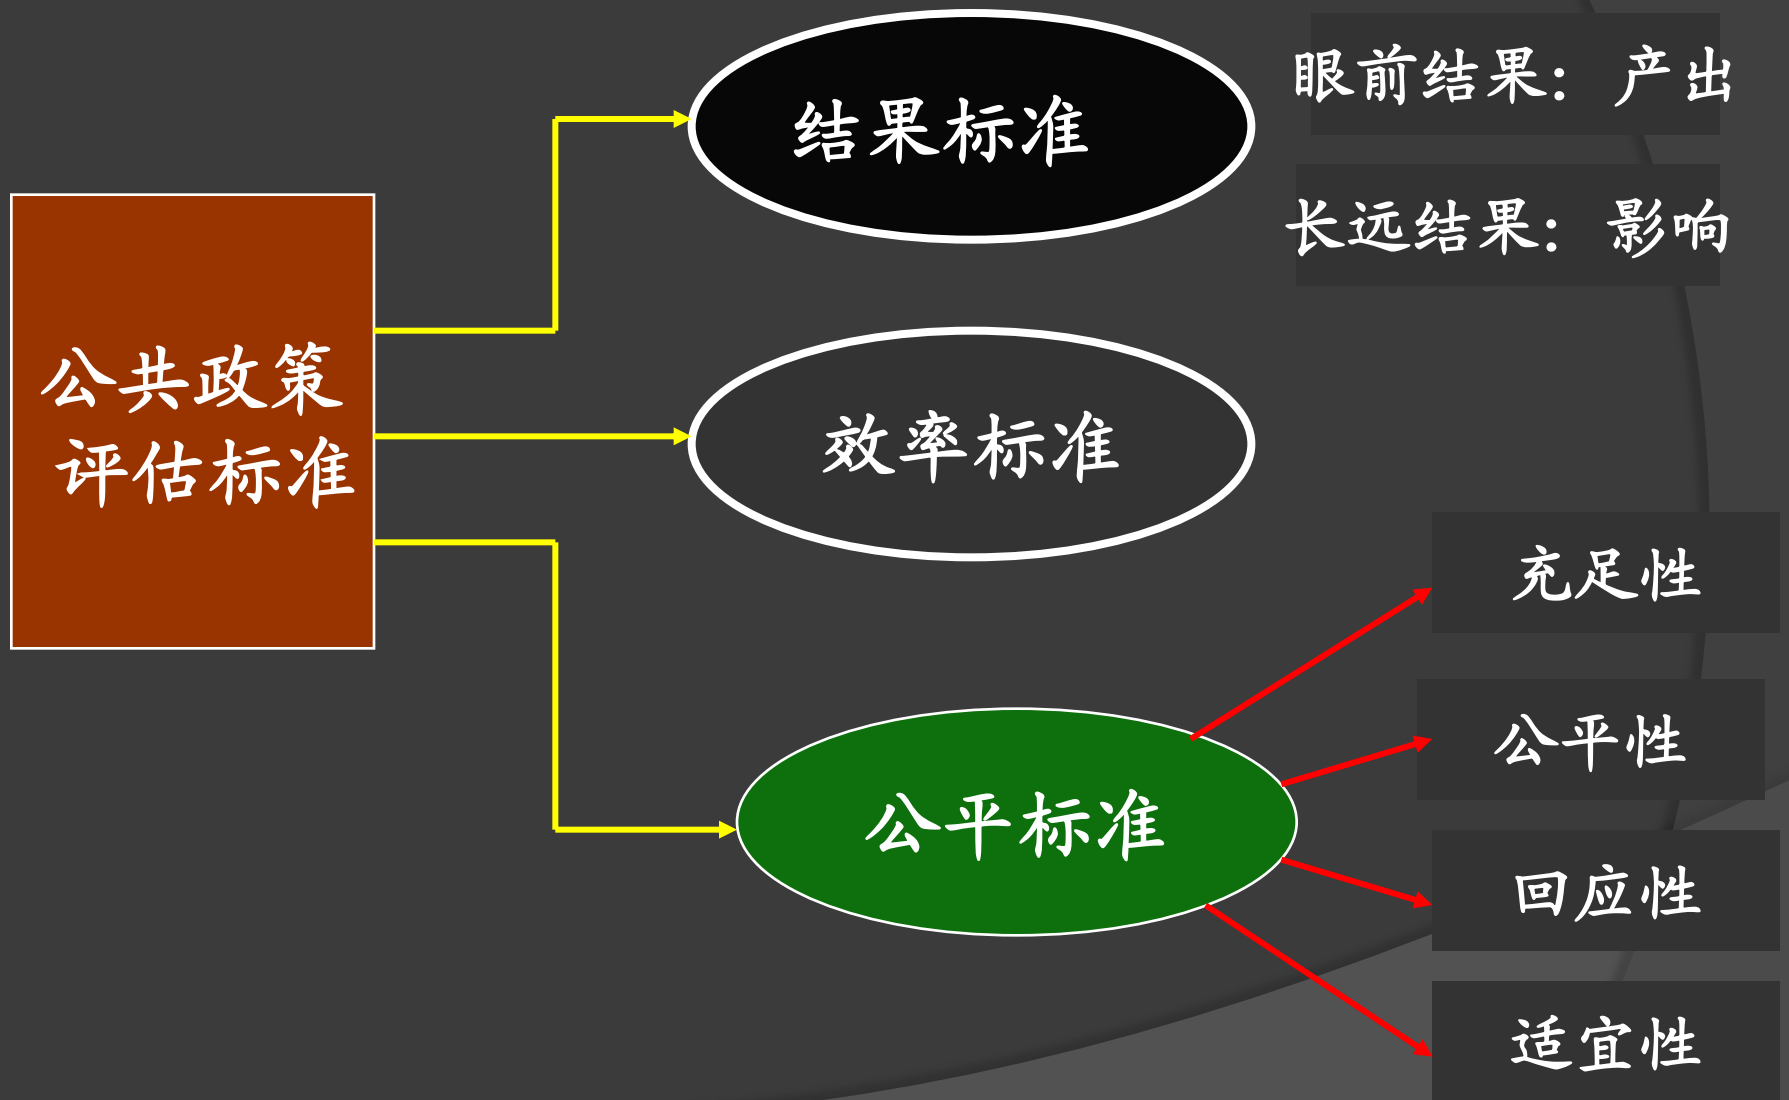 公共政策
评估标准
结果标准
眼前结果：产出
长远结果：影响
效率标准
公平标准
充足性
公平性
回应性
适宜性